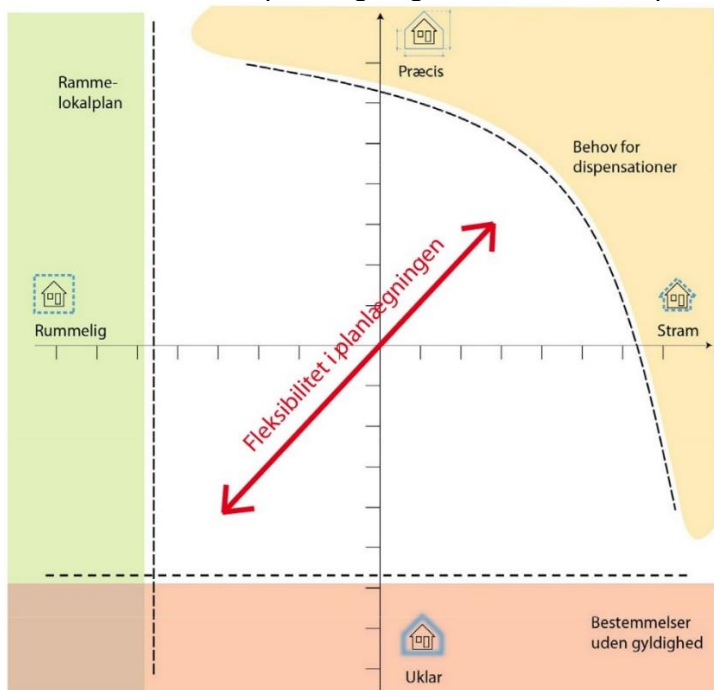 Præcis
Ramme-
lokalplan
Behov for
dispensationer
Rummelig
Stram
Fleksibilitet i planlægningen
Bestemmelser
uden gyldighed
Uklar